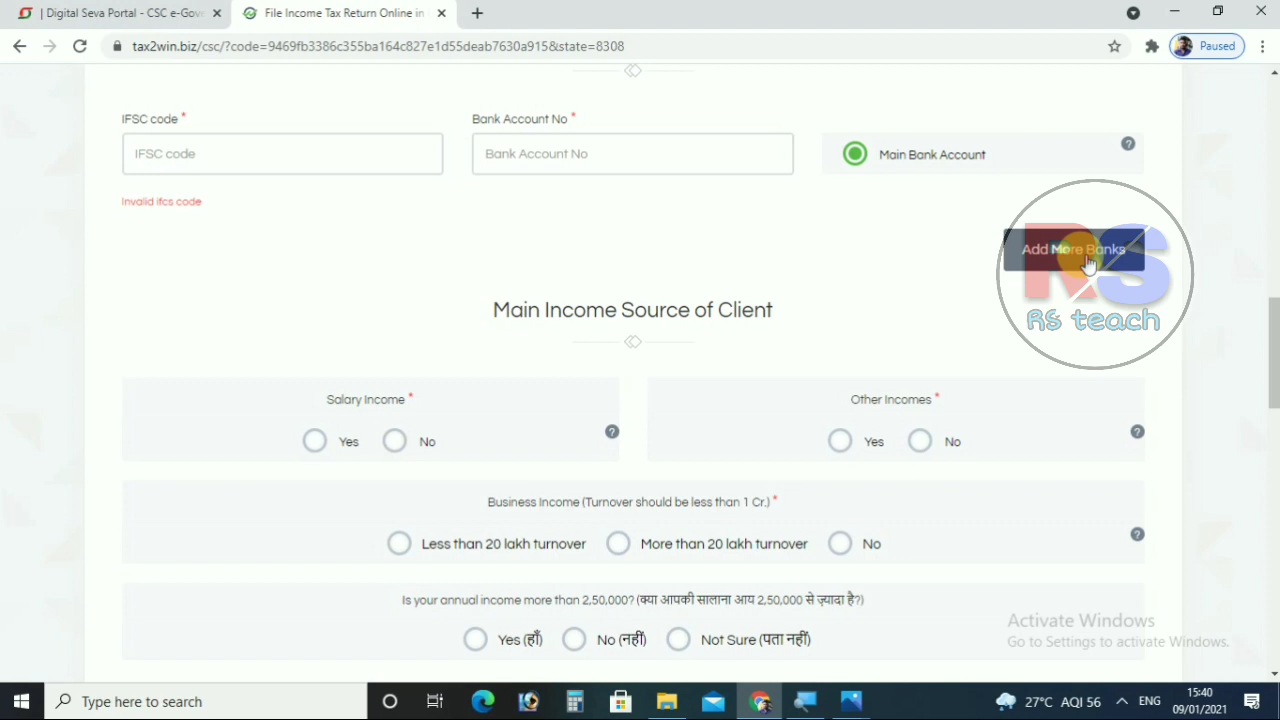 | Digital Seva Portal - CSC e-Gove
File Income Tax Return Online in
tax2win.biz/csc/?code=9469fb3386c355ba164c827e1d55deab7630a915&state=8308
Paused
IFSC code *
Bank Account No *
IFSC code
Bank Account No
Main Bank Account
Invalid ifcs code
Add More Banks
RS
RS teach
Main Income Source of Client
Salary Income *
Other Incomes *
Yes No
Yes No
Business Income (Turnover should be less than 1 Cr.) *
Less than 20 lakh turnover More than 20 lakh turnover No
Is your annual income more than 2,50,000? (क्या आपकी सालाना आय 2,50,000 से ज़्यादा है?)
Yes (हाँ) No (नहीं) Not Sure (पता नहीं)
Activate Windows
Go to Settings to activate Windows.
Type here to search
27°C AQI 56
ENG
15:40
09/01/2021